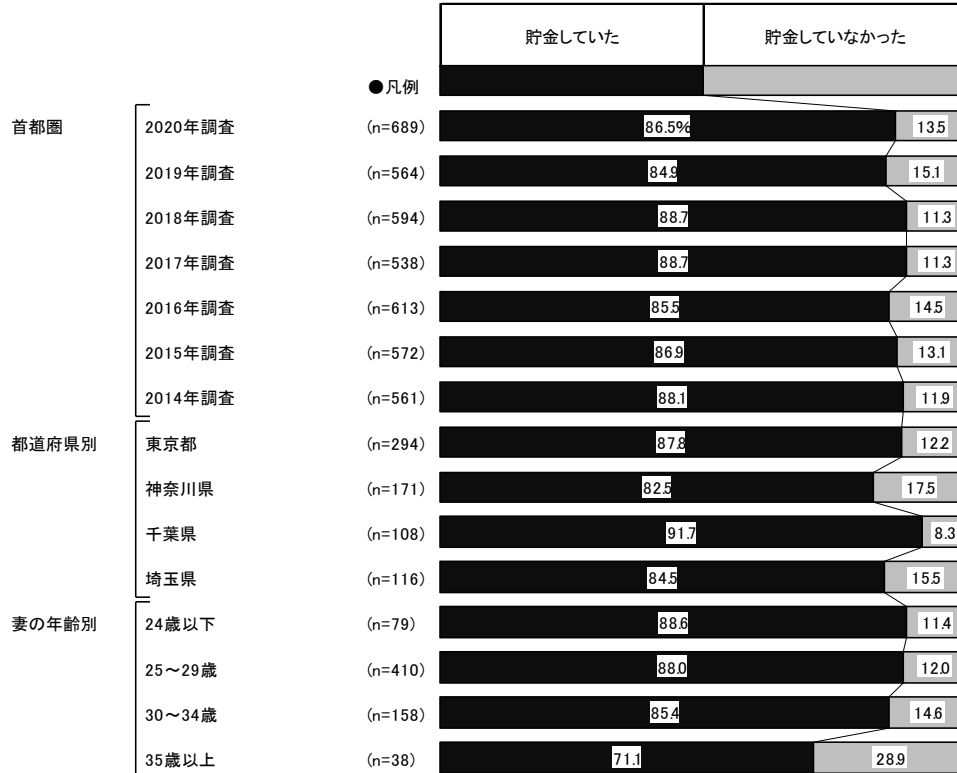 貯金していた 貯金していなかった
●凡例
首都圏 2020年調査 (n=689) 86.5% 13.5
2019年調査 (n=564) 84.9 15.1
2018年調査 (n=594) 88.7 11.3
2017年調査 (n=538) 88.7 11.3
2016年調査 (n=613) 85.5 14.5
2015年調査 (n=572) 86.9 13.1
2014年調査 (n=561) 88.1 11.9
都道府県別 東京都 (n=294) 87.8 12.2
神奈川県 (n=171) 82.5 17.5
千葉県 (n=108) 91.7 8.3
埼玉県 (n=116) 84.5 15.5
妻の年齢別 24歳以下 (n=79) 88.6 11.4
25～29歳 (n=410) 88.0 12.0
30～34歳 (n=158) 85.4 14.6
35歳以上 (n=38) 71.1 28.9